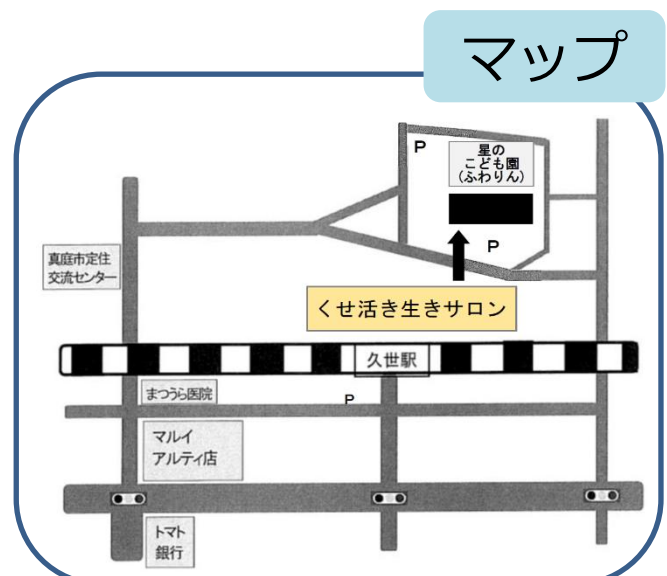 マップ
P
星の
こども園
(ふわりん)
P
真庭市定住
交流センター
くせ活き生きサロン
久世駅
まつうら医院
P
マルイ
アルティ店
トマト
銀行